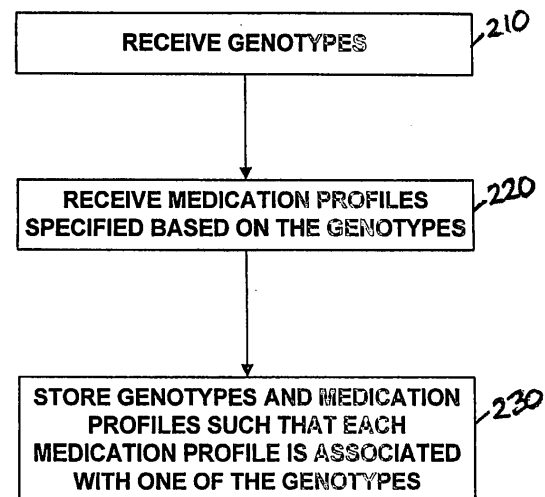 RECEIVE GENOTYPES
210
RECEIVE MEDICATION PROFILES
SPECIFIED BASED ON THE GENOTYPES
220
STORE GENOTYPES AND MEDICATION
PROFILES SUCH THAT EACH
MEDICATION PROFILE IS ASSOCIATED
WITH ONE OF THE GENOTYPES
230